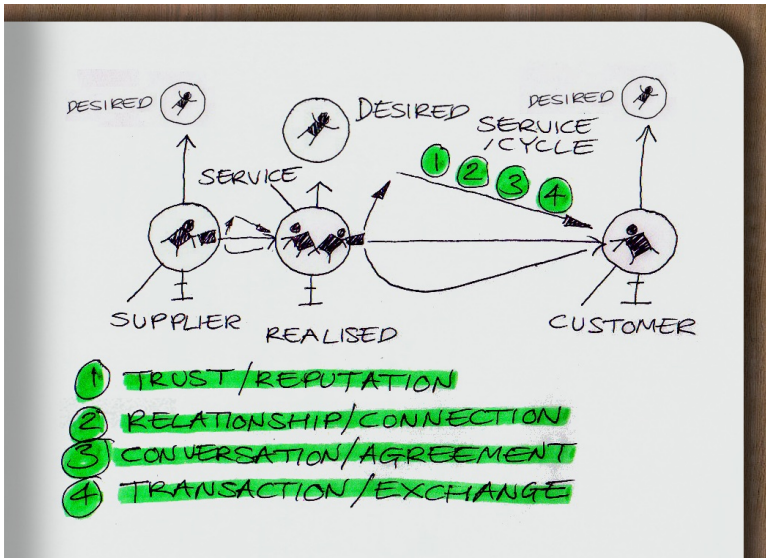 DESIRED
DESIRED
DESIRED
SERVICE
/CYCLE
1 2 3 4
SERVICE
SUPPLIER
REALISED
CUSTOMER
1 TRUST/REPUTATION
2 RELATIONSHIP/CONNECTION
3 CONVERSATION/AGREEMENT
4 TRANSACTION/EXCHANGE